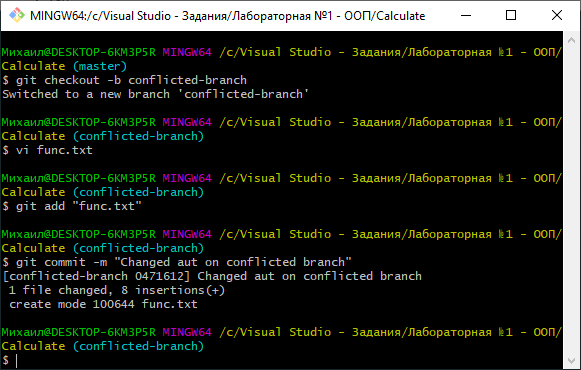 MINGW64:/c/Visual Studio - Задания/Лабораторная №1 - ООП/Calculate
Михаил@DESKTOP-6KM3P5R MINGW64 /c/Visual Studio - Задания/Лабораторная №1 - ООП/
Calculate (master)
$ git checkout -b conflicted-branch
Switched to a new branch 'conflicted-branch'
Михаил@DESKTOP-6KM3P5R MINGW64 /c/Visual Studio - Задания/Лабораторная №1 - ООП/
Calculate (conflicted-branch)
$ vi func.txt
Михаил@DESKTOP-6KM3P5R MINGW64 /c/Visual Studio - Задания/Лабораторная №1 - ООП/
Calculate (conflicted-branch)
$ git add "func.txt"
Михаил@DESKTOP-6KM3P5R MINGW64 /c/Visual Studio - Задания/Лабораторная №1 - ООП/
Calculate (conflicted-branch)
$ git commit -m "Changed aut on conflicted branch"
[conflicted-branch 0471612] Changed aut on conflicted branch
1 file changed, 8 insertions(+)
create mode 100644 func.txt
Михаил@DESKTOP-6KM3P5R MINGW64 /c/Visual Studio - Задания/Лабораторная №1 - ООП/
Calculate (conflicted-branch)
$